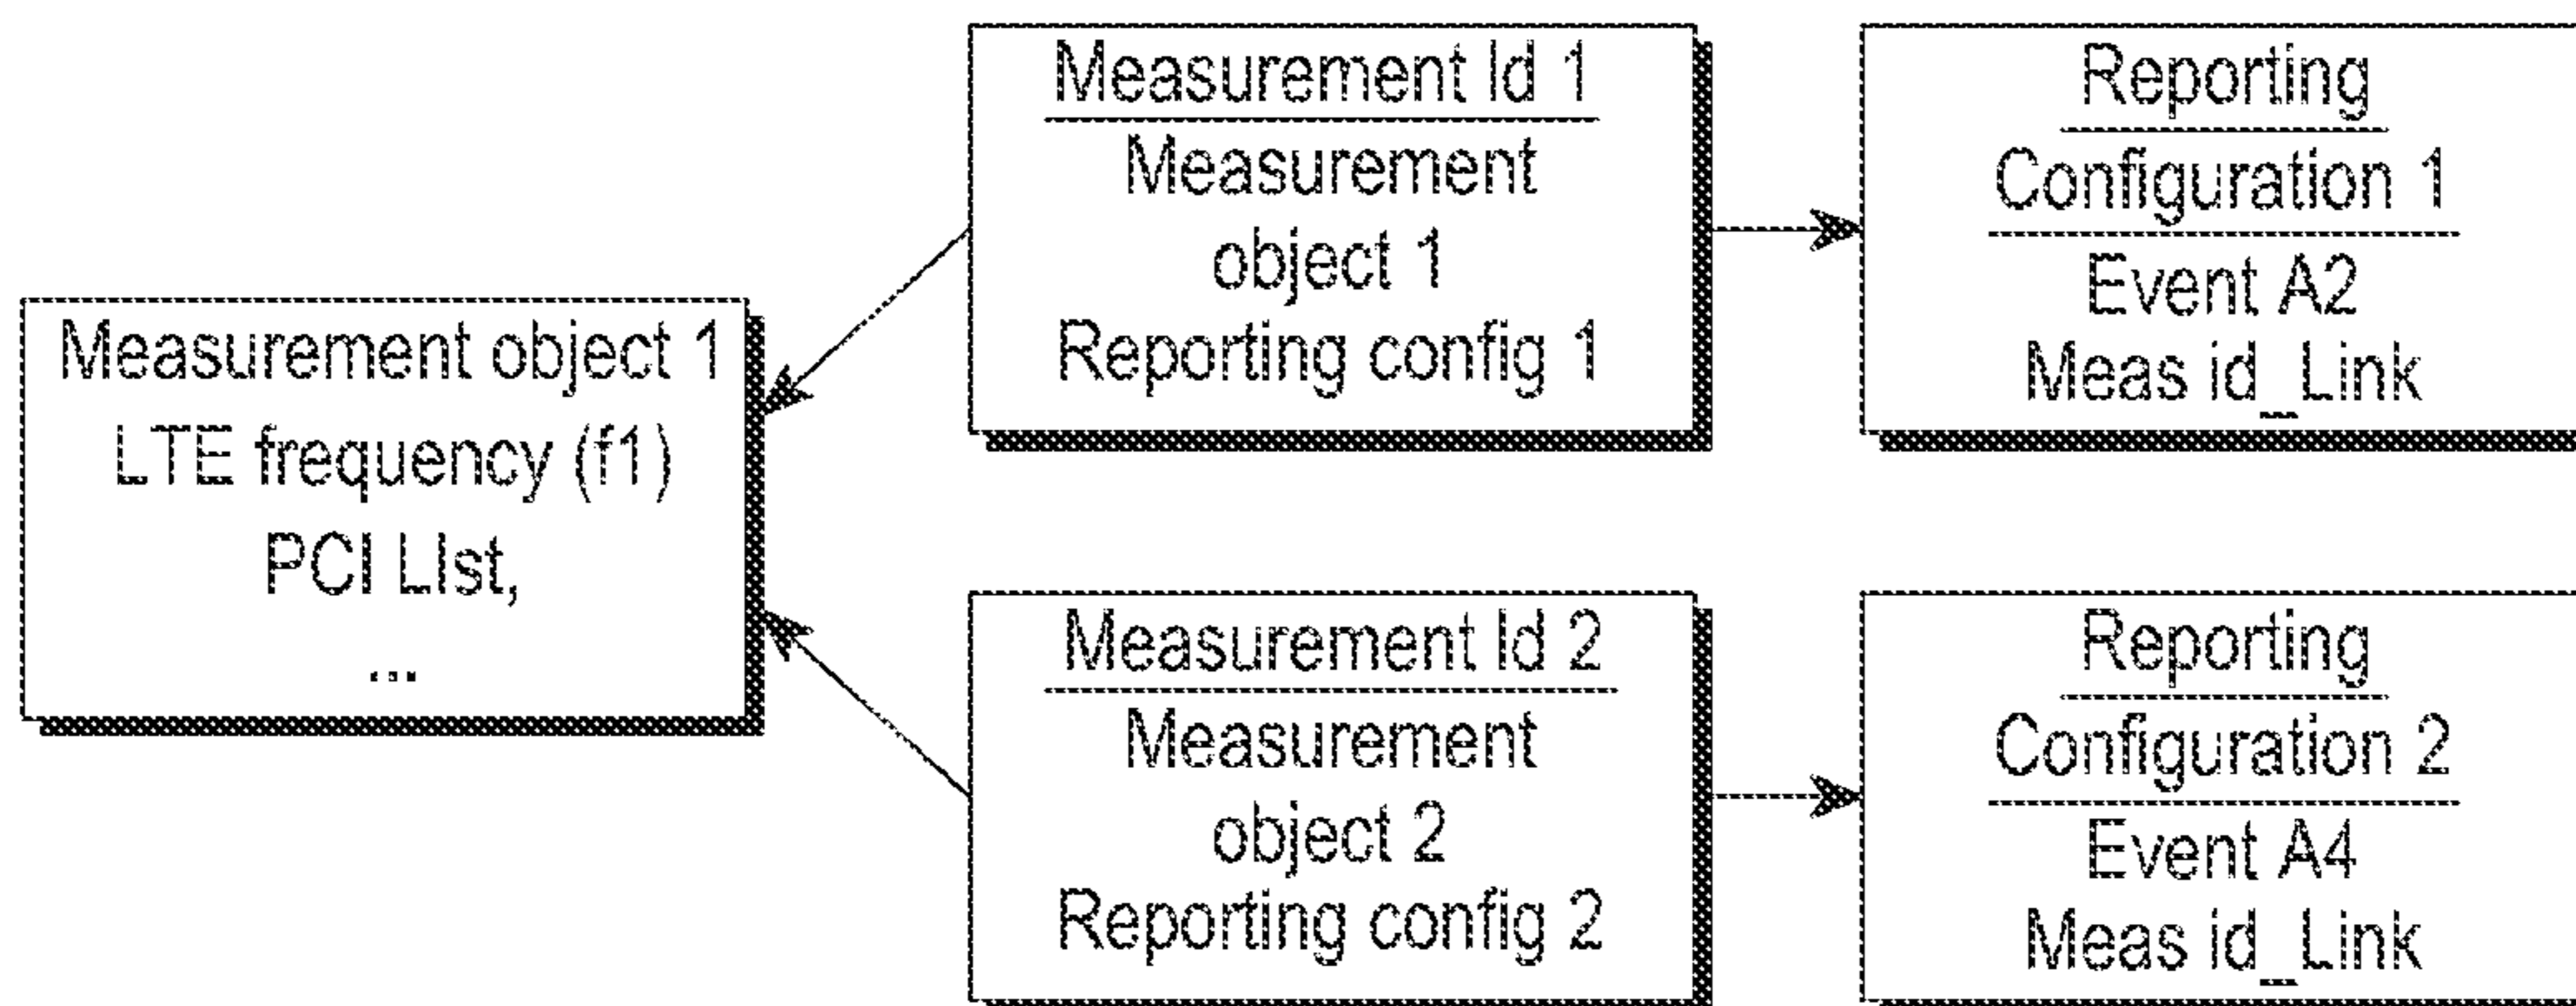 Measurement object 1
LTE frequency (f1)
PCI LIst,
...
Measurement Id 1
Measurement
object 1
Reporting config 1
Reporting
Configuration 1
Event A2
Meas id_Link
Measurement Id 2
Measurement
object 2
Reporting config 2
Reporting
Configuration 2
Event A4
Meas id_Link